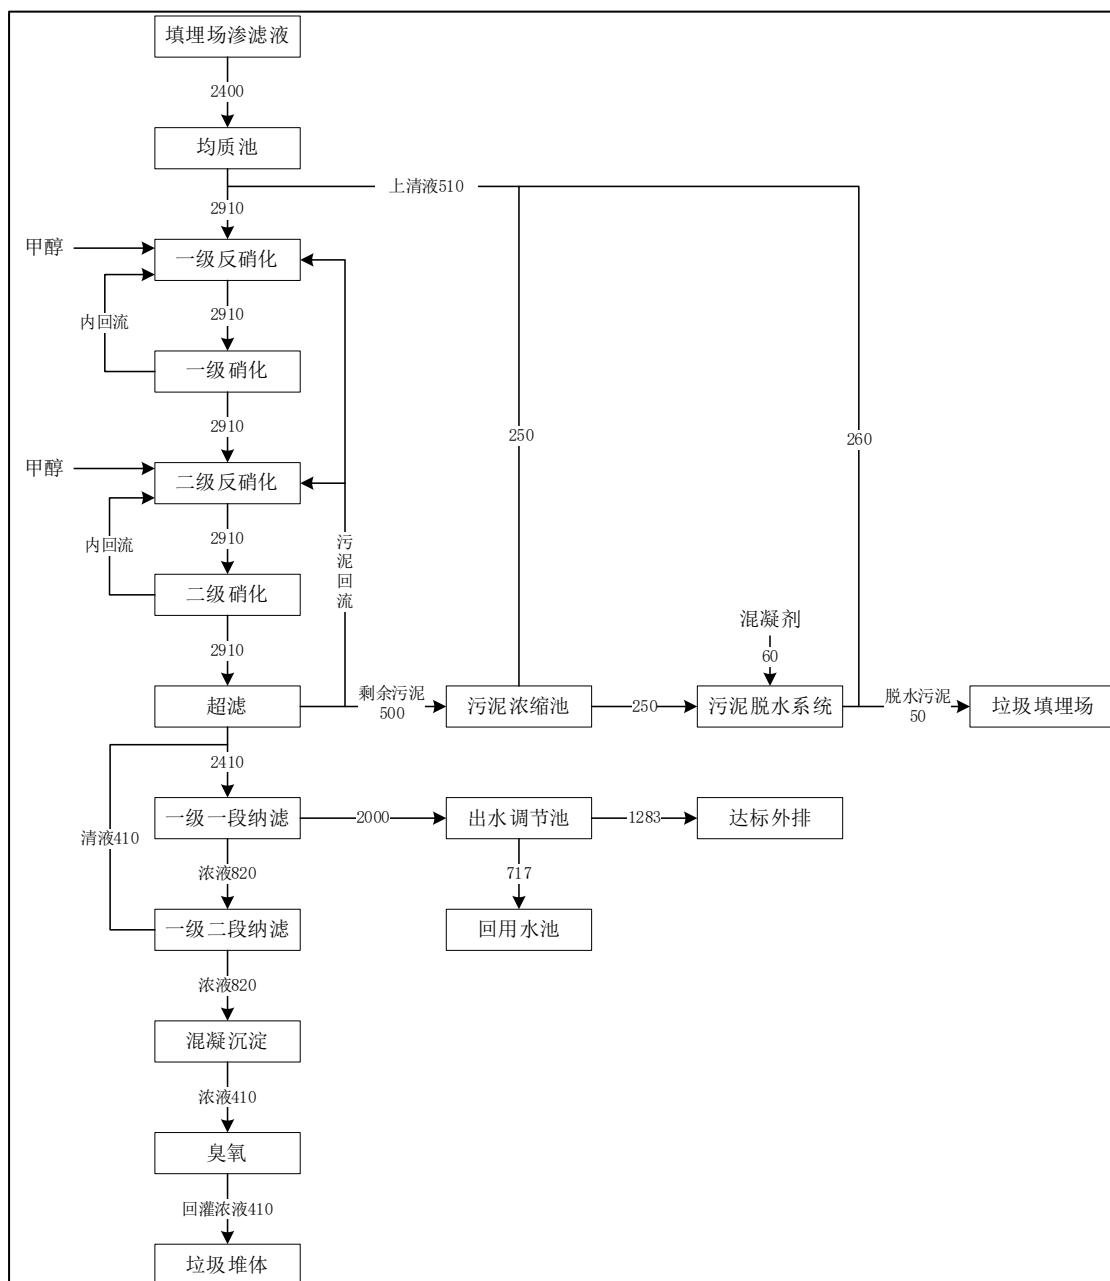 填埋场渗滤液
2400
均质池
上清液510
2910
甲醇
一级反硝化
2910
内回流
一级硝化
2910
250
260
甲醇
二级反硝化
2910
内回流
污泥回流
二级硝化
混凝剂
60
2910
超滤
剩余污泥
500
污泥浓缩池
250
污泥脱水系统
脱水污泥
50
垃圾填埋场
2410
清液410
一级一段纳滤
2000
出水调节池
1283
达标外排
浓液820
717
一级二段纳滤
回用水池
浓液820
混凝沉淀
浓液410
臭氧
回灌浓液410
垃圾堆体